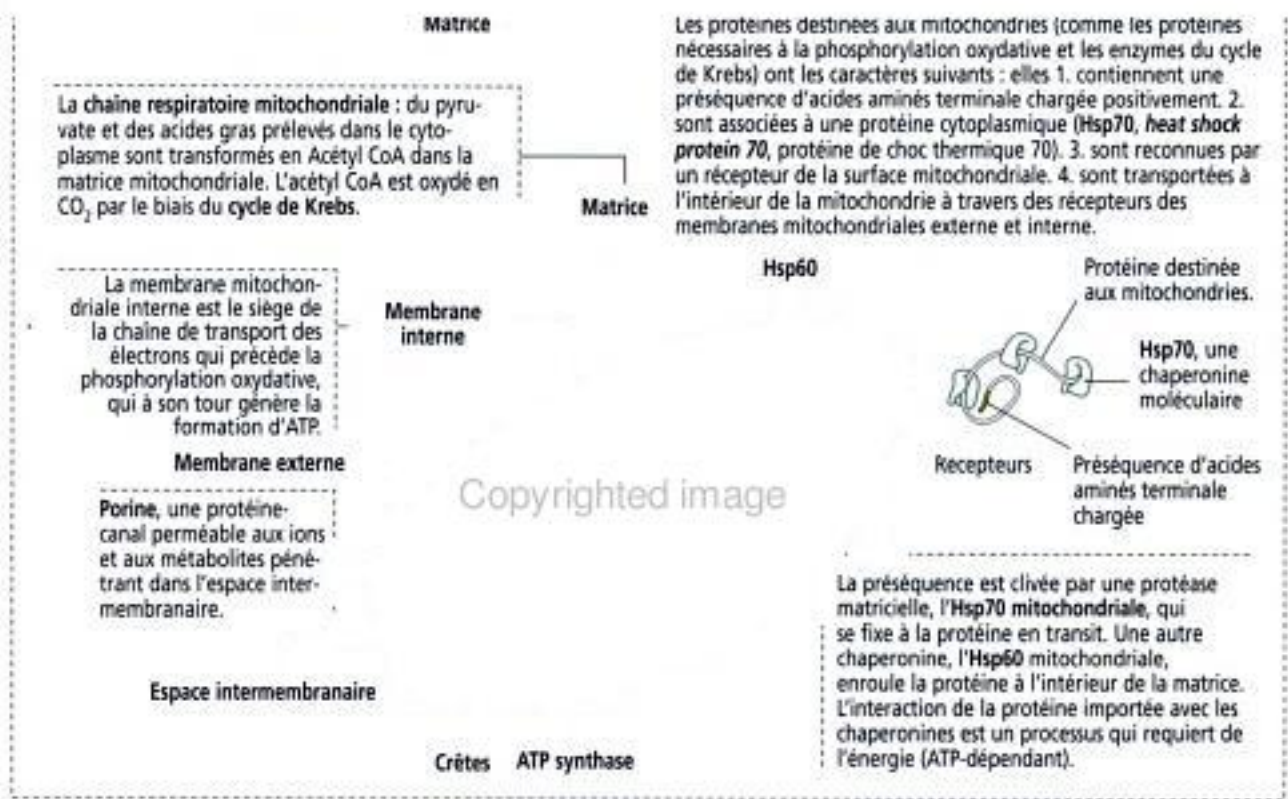 Matrice
Les protéines destinées aux mitochondries (comme les protéines
nécessaires à la phosphorylation oxydative et les enzymes du cycle
de Krebs) ont les caractères suivants : elles 1. contiennent une
préséquence d'acides aminés terminale chargée positivement. 2.
sont associées à une protéine cytoplasmique (Hsp70, heat shock
protein 70, protéine de choc thermique 70). 3. sont reconnues par
un récepteur de la surface mitochondriale. 4. sont transportées à
l'intérieur de la mitochondrie à travers des récepteurs des
membranes mitochondriales externe et interne.
La chaîne respiratoire mitochondriale : du pyru-
vate et des acides gras prélevés dans le cyto-
plasme sont transformés en Acétyl CoA dans la
matrice mitochondriale. L'acétyl CoA est oxydé en
CO₂ par le biais du cycle de Krebs.
Matrice
Hsp60
Protéine destinée
aux mitochondries.
La membrane mitochon-
driale interne est le siège de
la chaîne de transport des
électrons qui précède la
phosphorylation oxydative,
qui à son tour génère la
formation d'ATP.
Membrane
interne
Hsp70, une
chaperonine
moléculaire
Membrane externe
Recepteurs
Préséquence d'acides
aminés terminale
chargée
Copyrighted image
Porine, une protéine-
canal perméable aux ions
et aux métabolites péné-
trant dans l'espace inter-
membranaire.
La préséquence est clivée par une protéase
matricielle, l'Hsp70 mitochondriale, qui
se fixe à la protéine en transit. Une autre
chaperonine, l'Hsp60 mitochondriale,
enroule la protéine à l'intérieur de la matrice.
L'interaction de la protéine importée avec les
chaperonines est un processus qui requiert de
l'énergie (ATP-dépendant).
Espace intermembranaire
Crêtes
ATP synthase